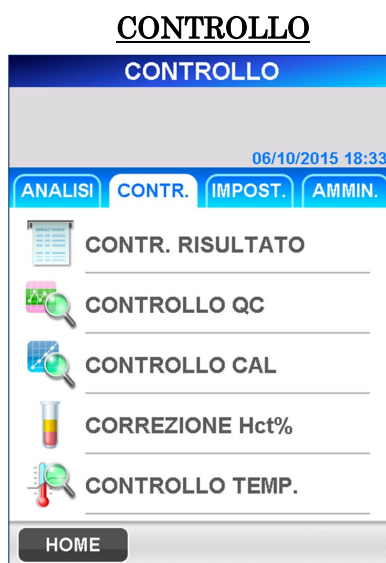 CONTROLLO
CONTROLLO
06/10/2015 18:33
ANALISI CONTR. IMPOST. AMMIN.
CONTR. RISULTATO
CONTROLLO QC
CONTROLLO CAL
CORREZIONE Hct%
CONTROLLO TEMP.
HOME